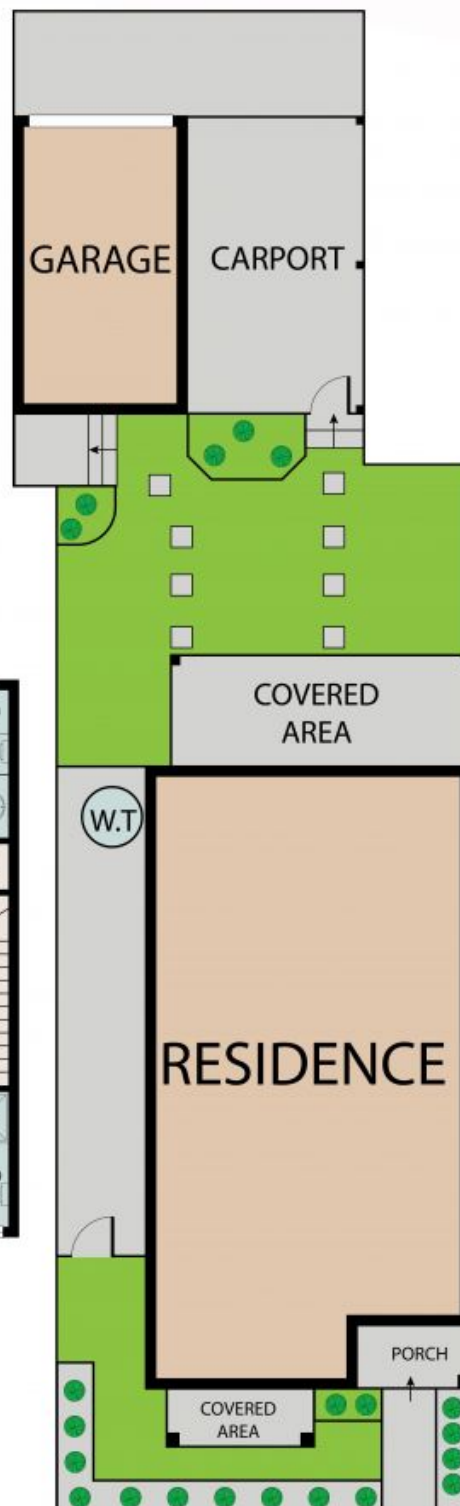 GARAGE
CARPORT
COVERED
AREA
W.T
RESIDENCE
PORCH
COVERED
AREA